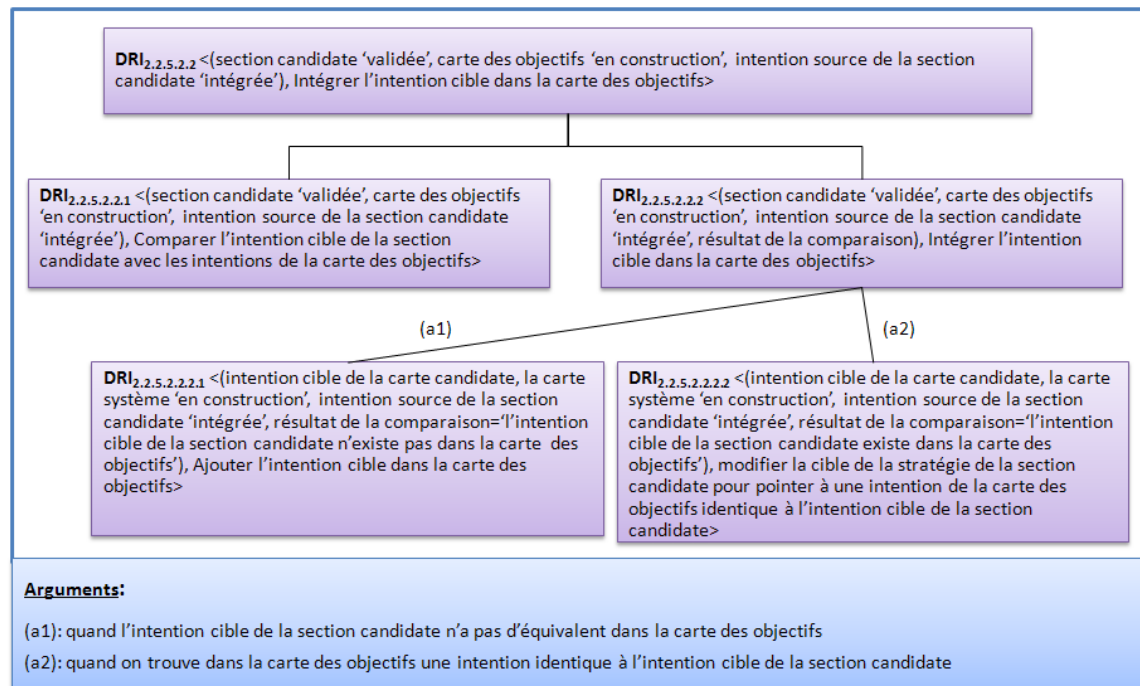 DRI2.2.5.2.2 <(section candidate ‘validée’, carte des objectifs ‘en construction’, intention source de la section
candidate ‘intégrée’), Intégrer l’intention cible dans la carte des objectifs>
DRI2.2.5.2.2.1 <(section candidate ‘validée’, carte des objectifs
‘en construction’, intention source de la section candidate
‘intégrée’), Comparer l’intention cible de la section
candidate avec les intentions de la carte des objectifs>
DRI2.2.5.2.2.2 <(section candidate ‘validée’, carte des objectifs
‘en construction’, intention source de la section candidate
‘intégrée’, résultat de la comparaison), Intégrer l’intention
cible dans la carte des objectifs>
(a1)
(a2)
DRI2.2.5.2.2.2.1 <(intention cible de la carte candidate, la carte
système ‘en construction’, intention source de la section
candidate ‘intégrée’, résultat de la comparaison=‘l’intention
cible de la section candidate n’existe pas dans la carte des
objectifs’), Ajouter l’intention cible dans la carte des
objectifs>
DRI2.2.5.2.2.2.2 <(intention cible de la carte candidate, la carte
système ‘en construction’, intention source de la section
candidate ‘intégrée’, résultat de la comparaison=‘l’intention
cible de la section candidate existe dans la carte des
objectifs’), modifier la cible de la stratégie de la section
candidate pour pointer à une intention de la carte des
objectifs identique à l’intention cible de la section
candidate>
Arguments:
(a1): quand l’intention cible de la section candidate n’a pas d’équivalent dans la carte des objectifs
(a2): quand on trouve dans la carte des objectifs une intention identique à l’intention cible de la section candidate